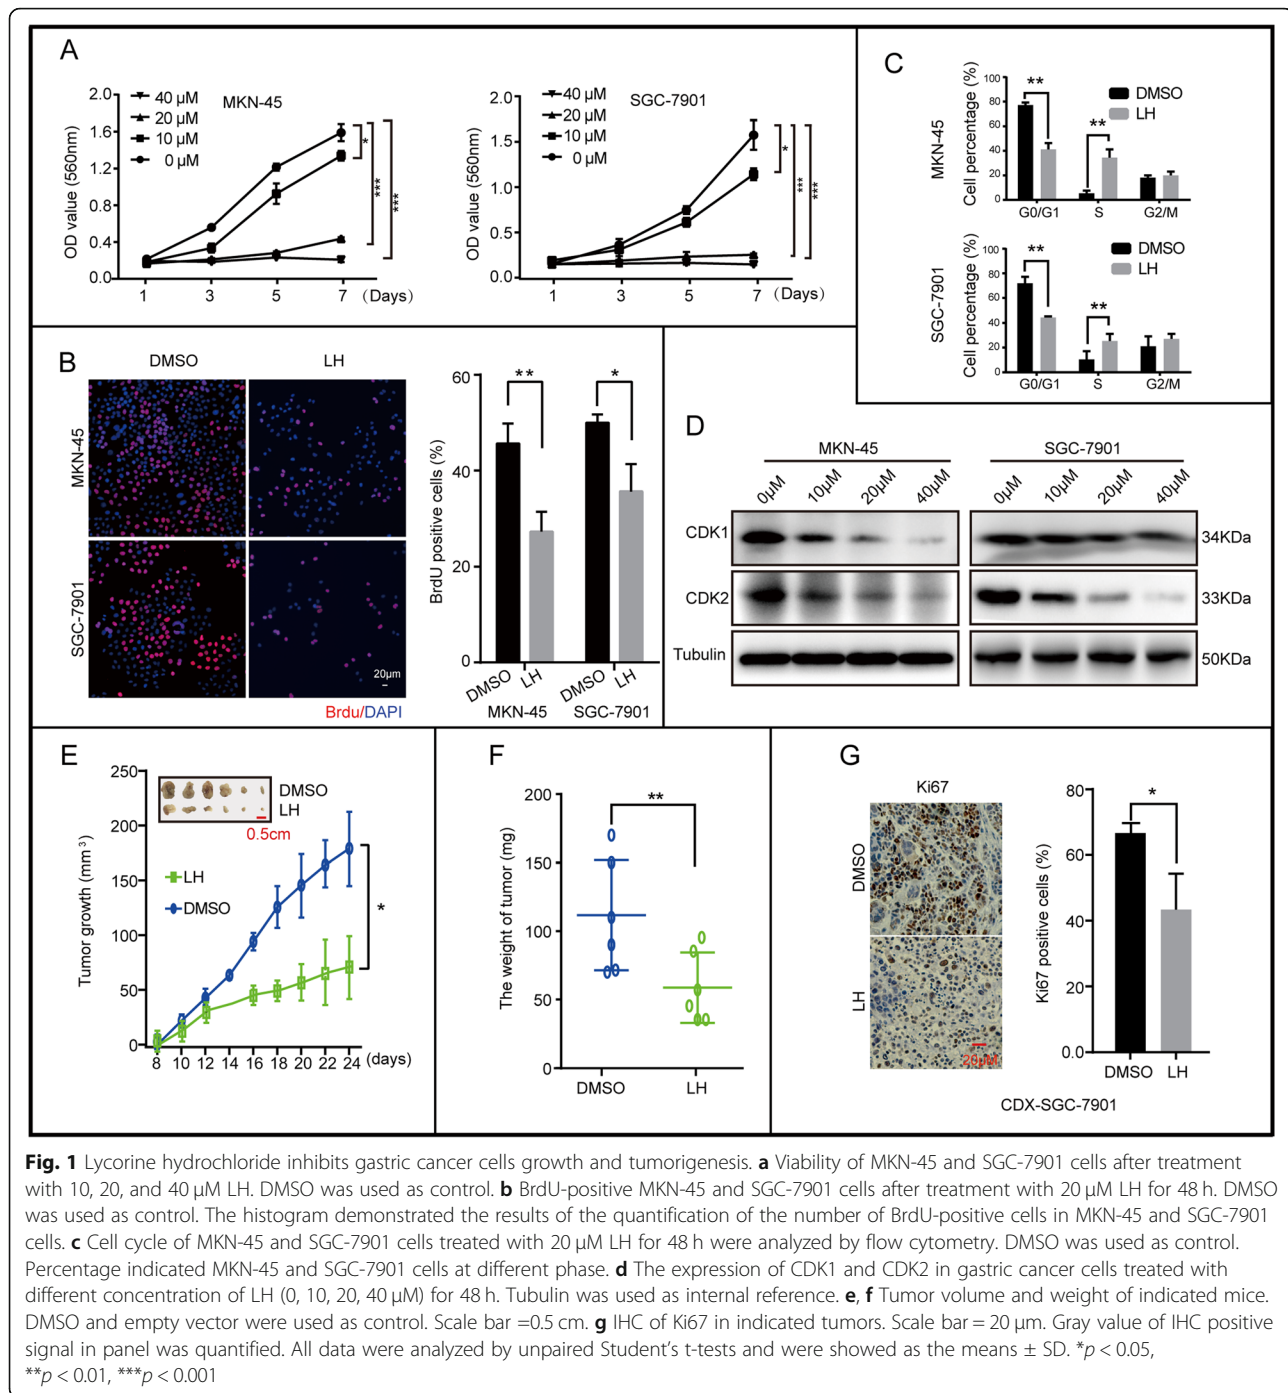 A
MKN-45
40 μM
20 μM
10 μM
0 μM
OD value (560nm)
2.0
1.6
1.2
0.8
0.4
0.0
1 3 5 7 (Days)
*
***
***
SGC-7901
40 μM
20 μM
10 μM
0 μM
OD value (560nm)
2.0
1.6
1.2
0.8
0.4
0.0
1 3 5 7 (Days)
*
***
***
C
MKN-45
Cell percentage (%)
100
80
60
40
20
0
** **
DMSO
LH
G0/G1 S G2/M
SGC-7901
Cell percentage (%)
100
80
60
40
20
0
** **
DMSO
LH
G0/G1 S G2/M
B
DMSO LH
MKN-45
SGC-7901
20μm
Brdu/DAPI
BrdU positive cells (%)
60
40
20
0
** *
DMSO LH DMSO LH
MKN-45 SGC-7901
D
MKN-45 SGC-7901
0μM 10μM 20μM 40μM 0μM 10μM 20μM 40μM
CDK1 34KDa
CDK2 33KDa
Tubulin 50KDa
E
Tumor growth (mm³)
250
200
150
100
50
0
DMSO
LH
0.5cm
LH
DMSO
*
8 10 12 14 16 18 20 22 24 (days)
F
The weight of tumor (mg)
200
150
100
50
0
**
DMSO LH
G
Ki67
DMSO
LH
20μM
Ki67 positive cells (%)
80
60
40
20
0.0
*
DMSO LH
CDX-SGC-7901
Fig. 1 Lycorine hydrochloride inhibits gastric cancer cells growth and tumorigenesis. a Viability of MKN-45 and SGC-7901 cells after treatment
with 10, 20, and 40 μM LH. DMSO was used as control. b BrdU-positive MKN-45 and SGC-7901 cells after treatment with 20 μM LH for 48 h. DMSO
was used as control. The histogram demonstrated the results of the quantification of the number of BrdU-positive cells in MKN-45 and SGC-7901
cells. c Cell cycle of MKN-45 and SGC-7901 cells treated with 20 μM LH for 48 h were analyzed by flow cytometry. DMSO was used as control.
Percentage indicated MKN-45 and SGC-7901 cells at different phase. d The expression of CDK1 and CDK2 in gastric cancer cells treated with
different concentration of LH (0, 10, 20, 40 μM) for 48 h. Tubulin was used as internal reference. e, f Tumor volume and weight of indicated mice.
DMSO and empty vector were used as control. Scale bar =0.5 cm. g IHC of Ki67 in indicated tumors. Scale bar = 20 μm. Gray value of IHC positive
signal in panel was quantified. All data were analyzed by unpaired Student's t-tests and were showed as the means ± SD. *p < 0.05,
**p < 0.01, ***p < 0.001